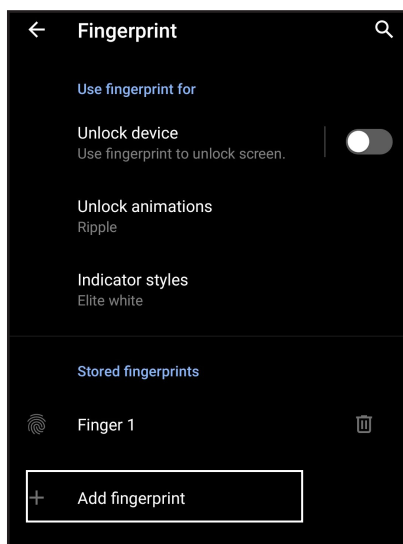 Fingerprint
Use fingerprint for
Unlock device
Use fingerprint to unlock screen.
Unlock animations
Ripple
Indicator styles
Elite white
Stored fingerprints
Finger 1
Add fingerprint